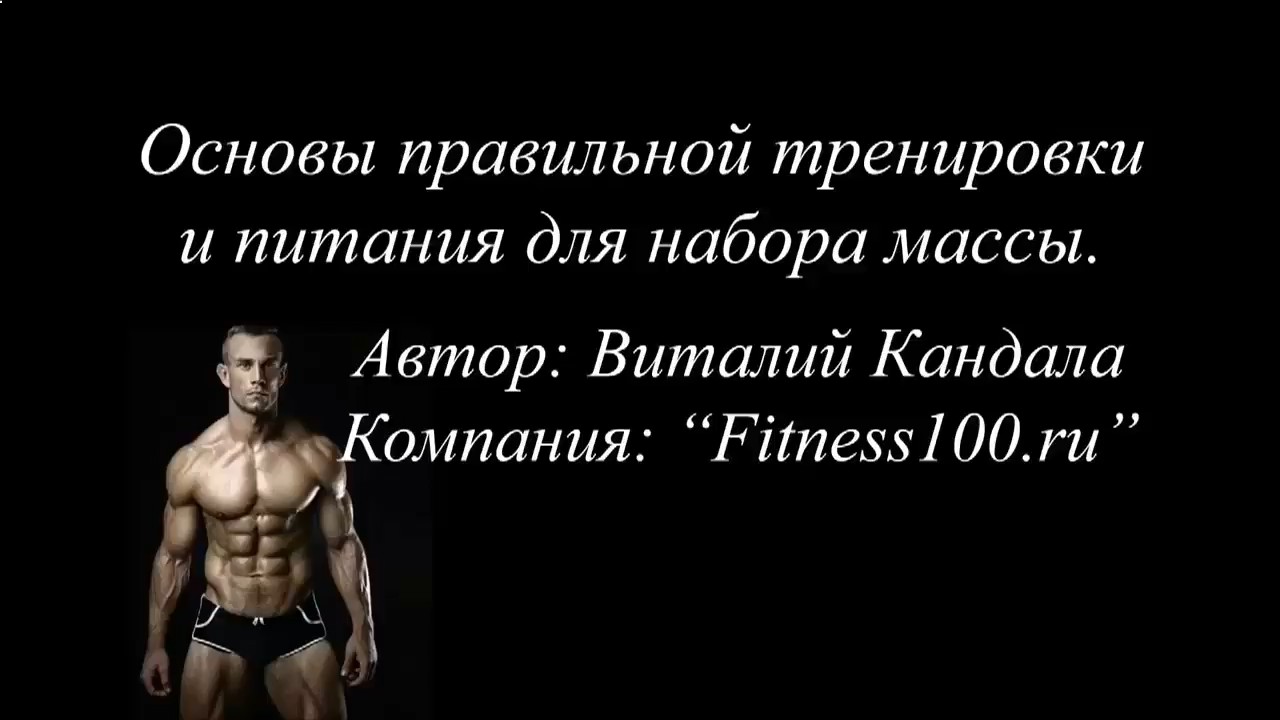 Основы правильной тренировки
и питания для набора массы.
Автор: Виталий Кандала
Компания: “Fitness100.ru”